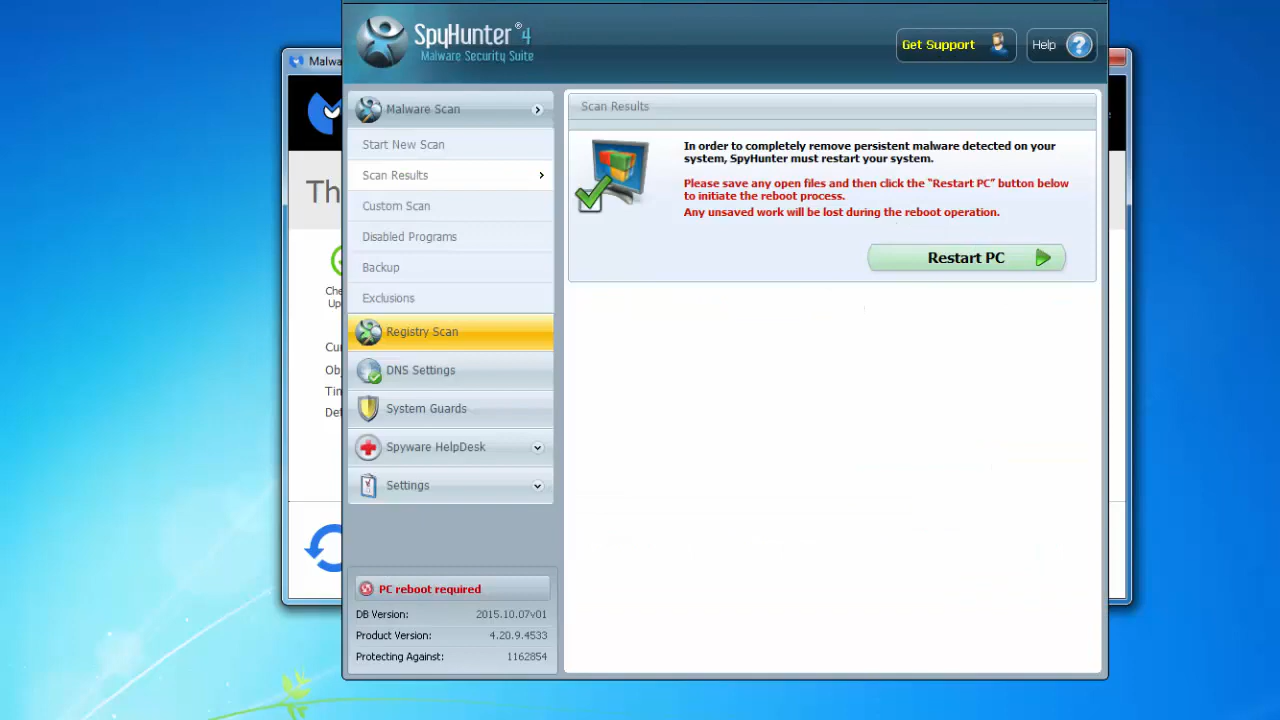 SpyHunter®4
Malware Security Suite
Get Support
Help
Malwa
Th
Che
Up
Cur
Obj
Tim
Det
Malware Scan
Start New Scan
Scan Results
Custom Scan
Disabled Programs
Backup
Exclusions
Registry Scan
DNS Settings
System Guards
Spyware HelpDesk
Settings
PC reboot required
DB Version: 2015.10.07v01
Product Version: 4.20.9.4533
Protecting Against: 1162854
Scan Results
In order to completely remove persistent malware detected on your
system, SpyHunter must restart your system.
Please save any open files and then click the “Restart PC” button below
to initiate the reboot process.
Any unsaved work will be lost during the reboot operation.
Restart PC